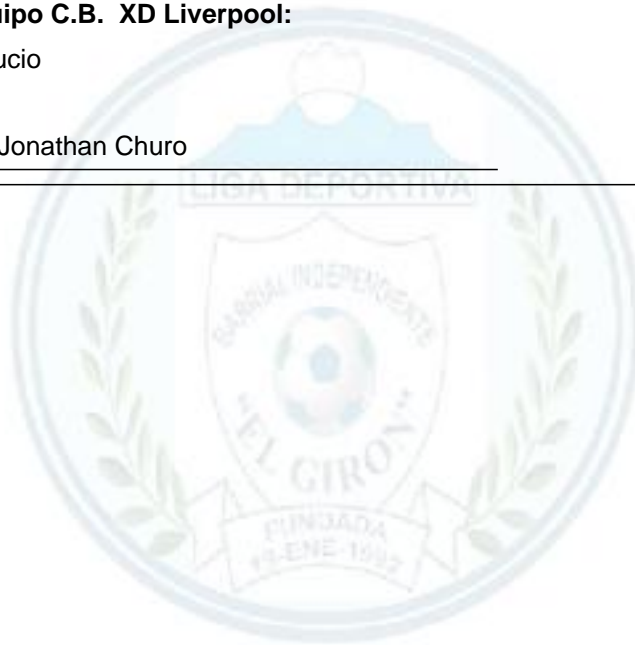 uipo C.B. XD Liverpool:
ucio
Jonathan Churo
LIGA DEPORTIVA
BARRIAL INDEPENDIENTE
"EL GIRON"
FUNDADA